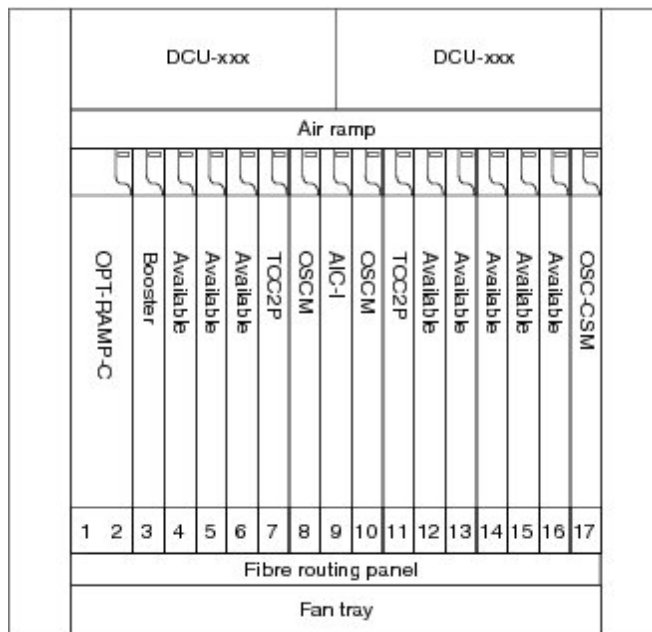 DCU-xxx
DCU-xxx
Air ramp
OPT-RAMP-C
Booster
Available
Available
Available
TCC2P
OSCM
AIC-I
OSCM
TCC2P
Available
Available
Available
Available
Available
OSC-CSM
1 2 3 4 5 6 7 8 9 10 11 12 13 14 15 16 17
Fibre routing panel
Fan tray